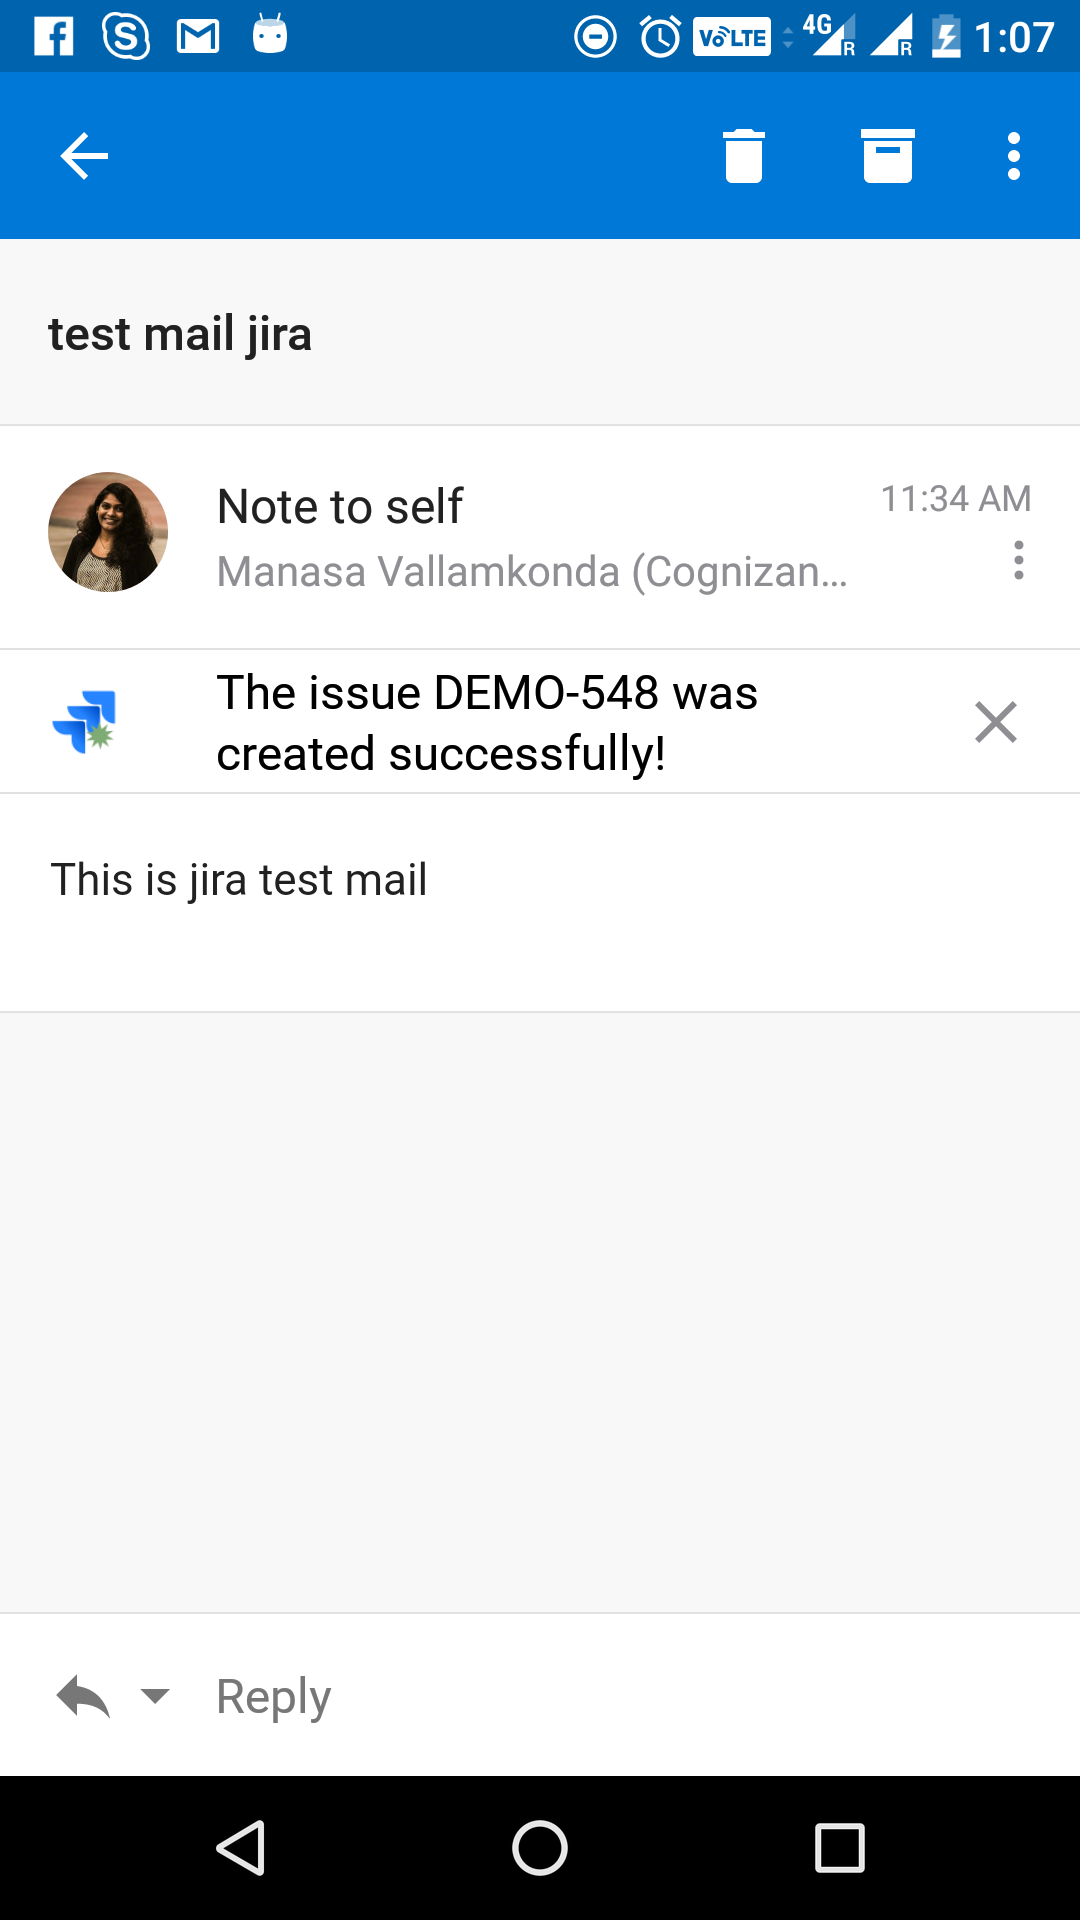 VoLTE 4G R R 1:07
test mail jira
Note to self
11:34 AM
Manasa Vallamkonda (Cognizan...
The issue DEMO-548 was
created successfully!
This is jira test mail
Reply